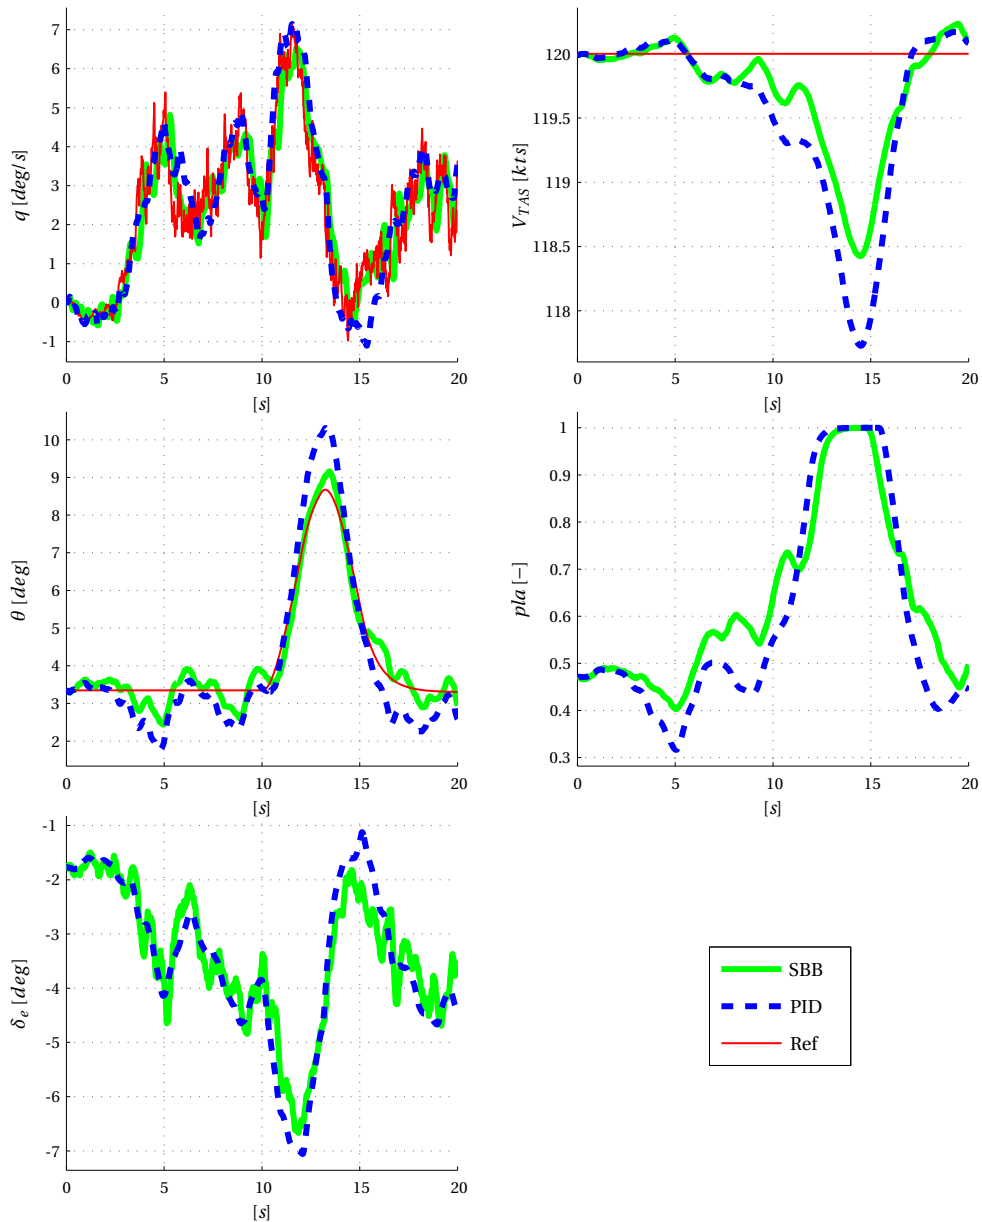 7
6
5
4
3
2
1
0
-1
q [deg/s]
0 5 10 15 20
[s]
120
119.5
119
118.5
118
V_TAS [kts]
0 5 10 15 20
[s]
10
9
8
7
6
5
4
3
2
θ [deg]
0 5 10 15 20
[s]
1
0.9
0.8
0.7
0.6
0.5
0.4
0.3
pla [−]
0 5 10 15 20
[s]
-1
-2
-3
-4
-5
-6
-7
δ_e [deg]
0 5 10 15 20
[s]
SBB
PID
Ref